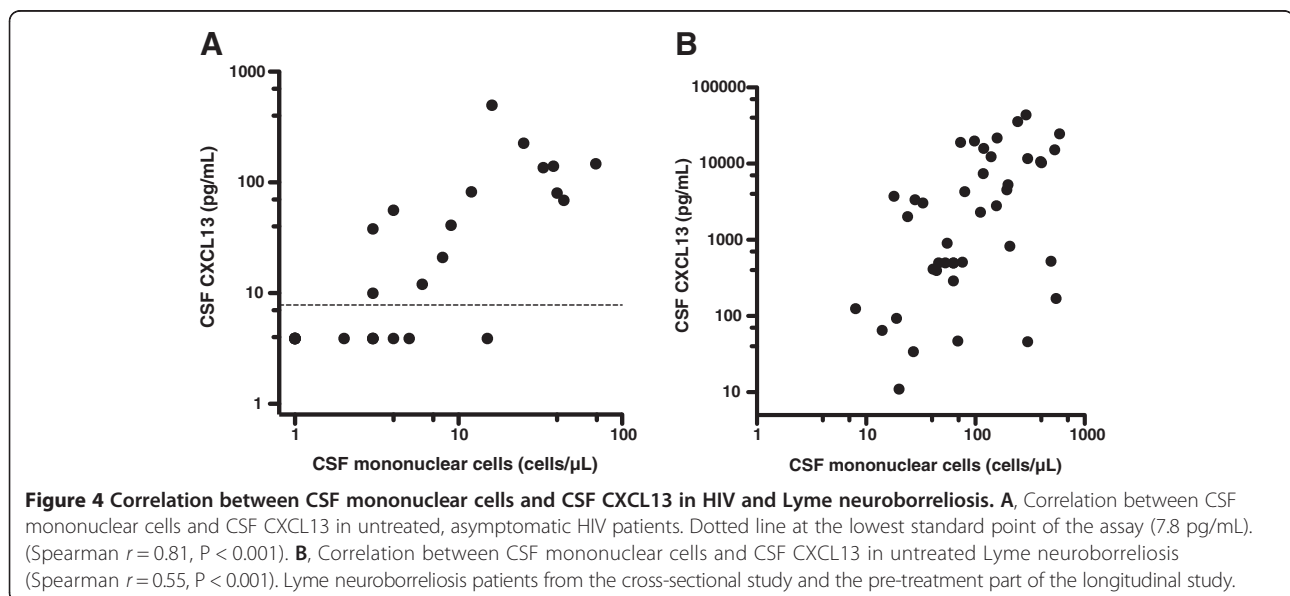 A
B
1000
100
10
1
CSF CXCL13 (pg/mL)
1
10
100
CSF mononuclear cells (cells/µL)
100000
10000
1000
100
10
CSF CXCL13 (pg/mL)
1
10
100
1000
CSF mononuclear cells (cells/µL)
Figure 4 Correlation between CSF mononuclear cells and CSF CXCL13 in HIV and Lyme neuroborreliosis. A, Correlation between CSF
mononuclear cells and CSF CXCL13 in untreated, asymptomatic HIV patients. Dotted line at the lowest standard point of the assay (7.8 pg/mL).
(Spearman r = 0.81, P < 0.001). B, Correlation between CSF mononuclear cells and CSF CXCL13 in untreated Lyme neuroborreliosis
(Spearman r = 0.55, P < 0.001). Lyme neuroborreliosis patients from the cross-sectional study and the pre-treatment part of the longitudinal study.